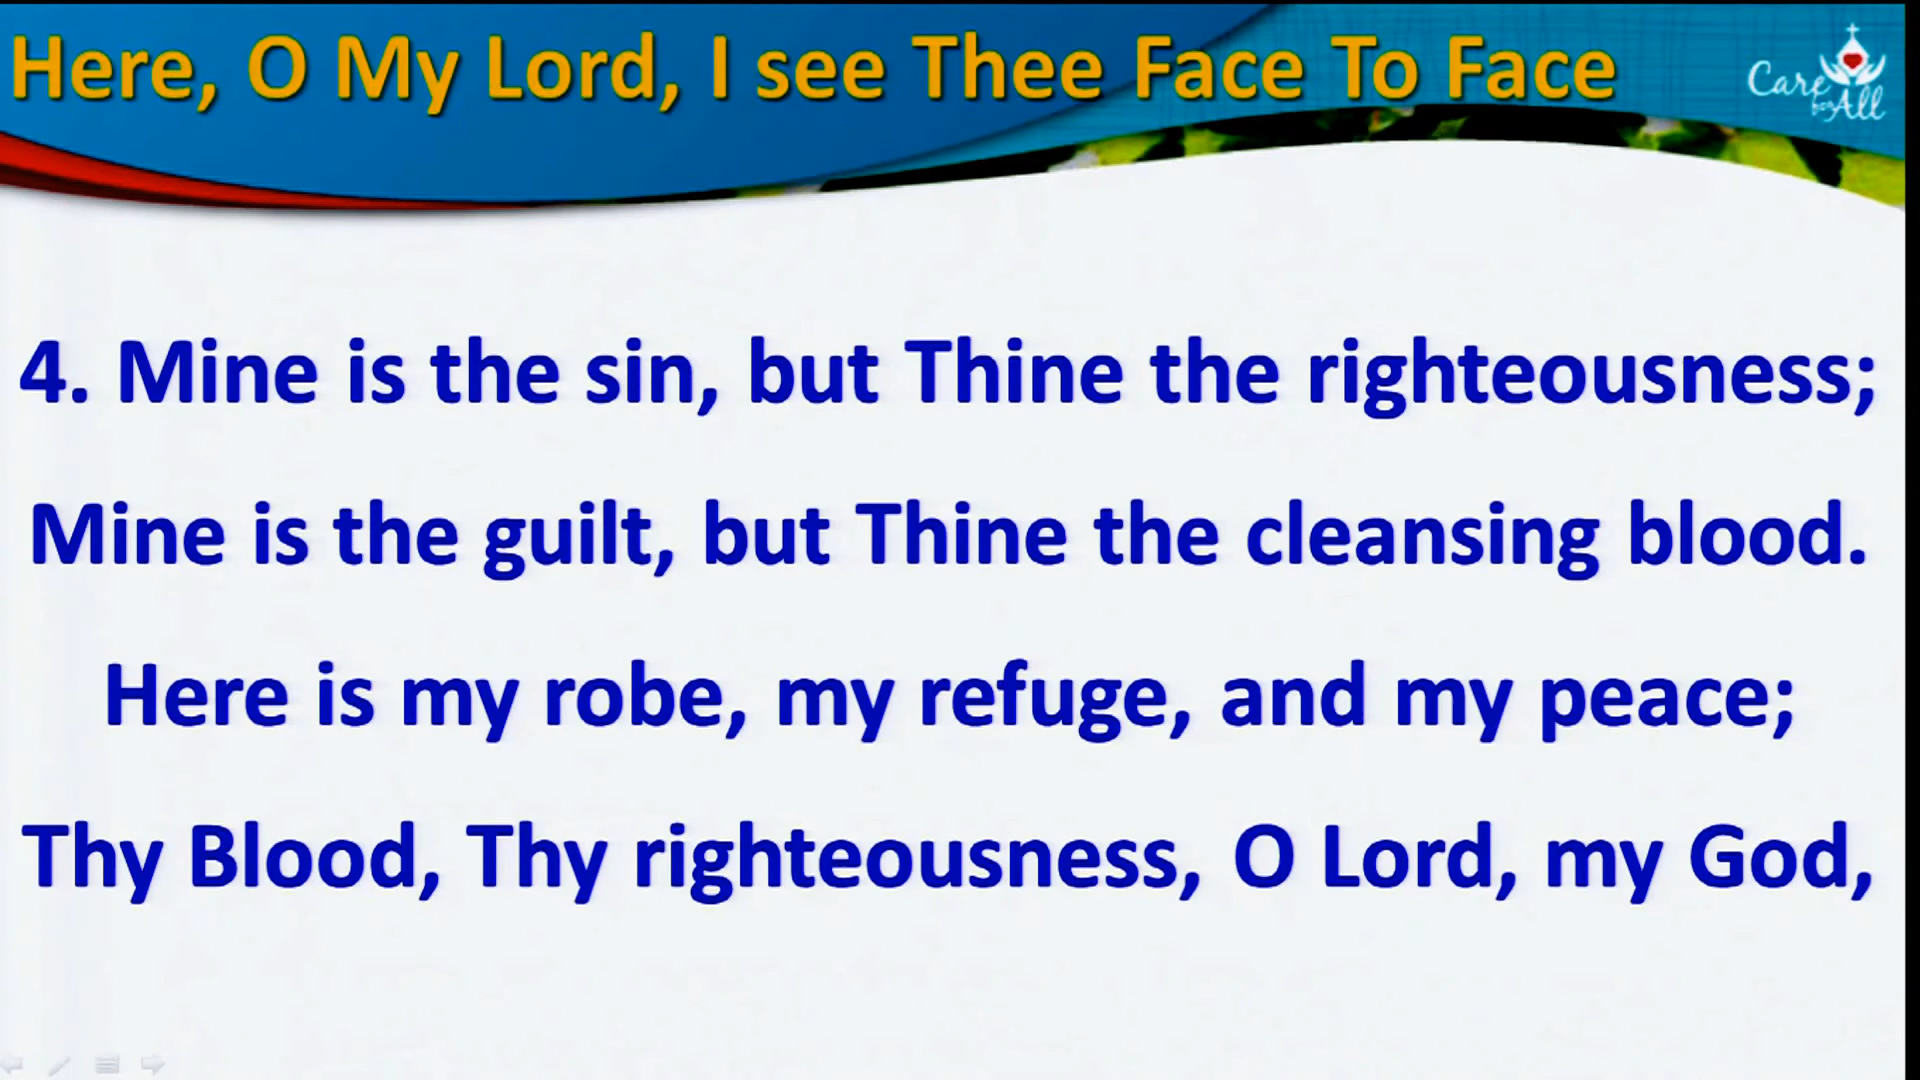 Here, O My Lord, I see Thee Face To Face
Care
for All
4. Mine is the sin, but Thine the righteousness;
Mine is the guilt, but Thine the cleansing blood.
Here is my robe, my refuge, and my peace;
Thy Blood, Thy righteousness, O Lord, my God,